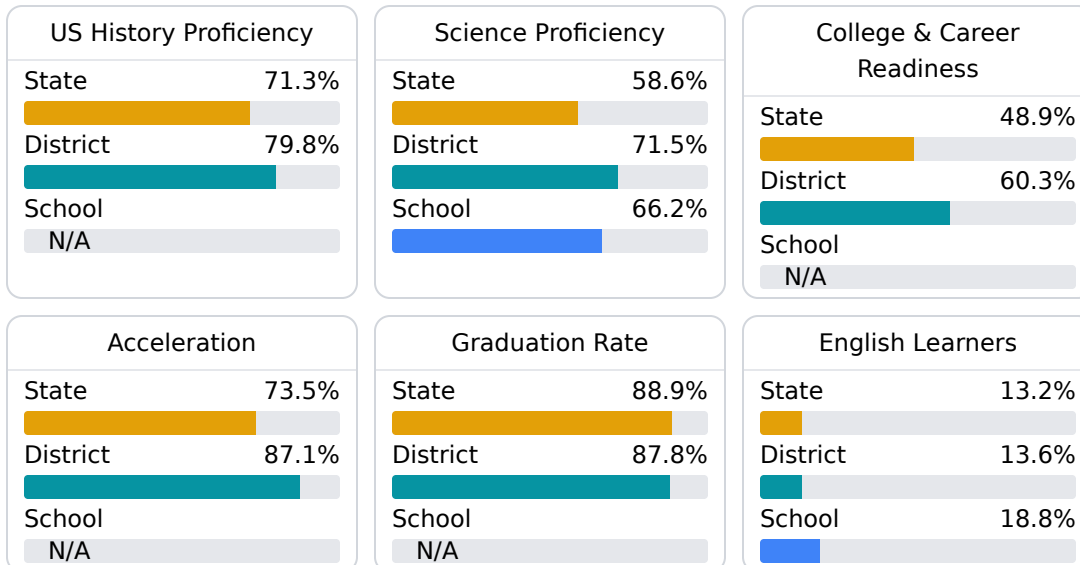 US History Proficiency
State 71.3%
District 79.8%
School
N/A
Science Proficiency
State 58.6%
District 71.5%
School 66.2%
College & Career
Readiness
State 48.9%
District 60.3%
School
N/A
Acceleration
State 73.5%
District 87.1%
School
N/A
Graduation Rate
State 88.9%
District 87.8%
School
N/A
English Learners
State 13.2%
District 13.6%
School 18.8%